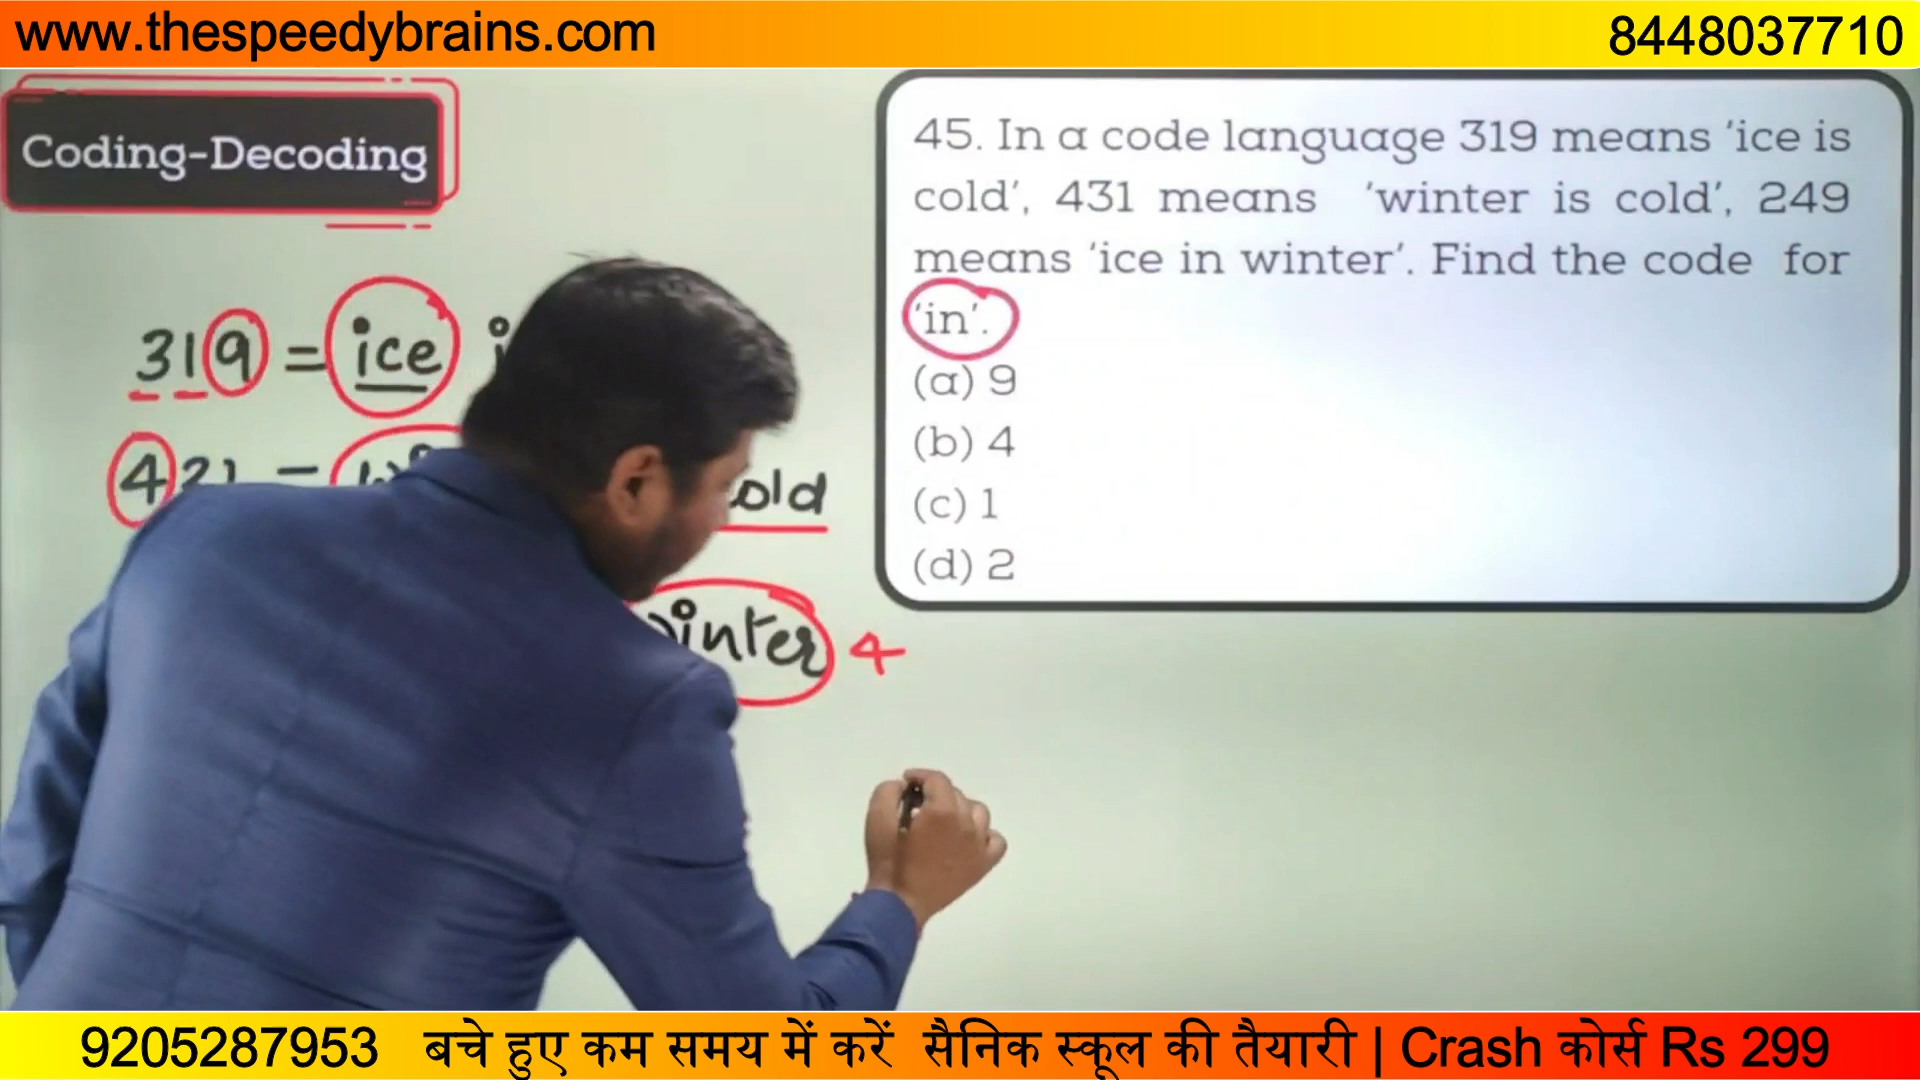 www.thespeedybrains.com
8448037710
Coding-Decoding
45. In a code language 319 means ‘ice is
cold’, 431 means ‘winter is cold’, 249
means ‘ice in winter’. Find the code for
‘in’.
(a) 9
(b) 4
(c) 1
(d) 2
319 = ice
431 =
old
inter 4
9205287953 बचे हुए कम समय में करें सैनिक स्कूल की तैयारी | Crash कोर्स Rs 299